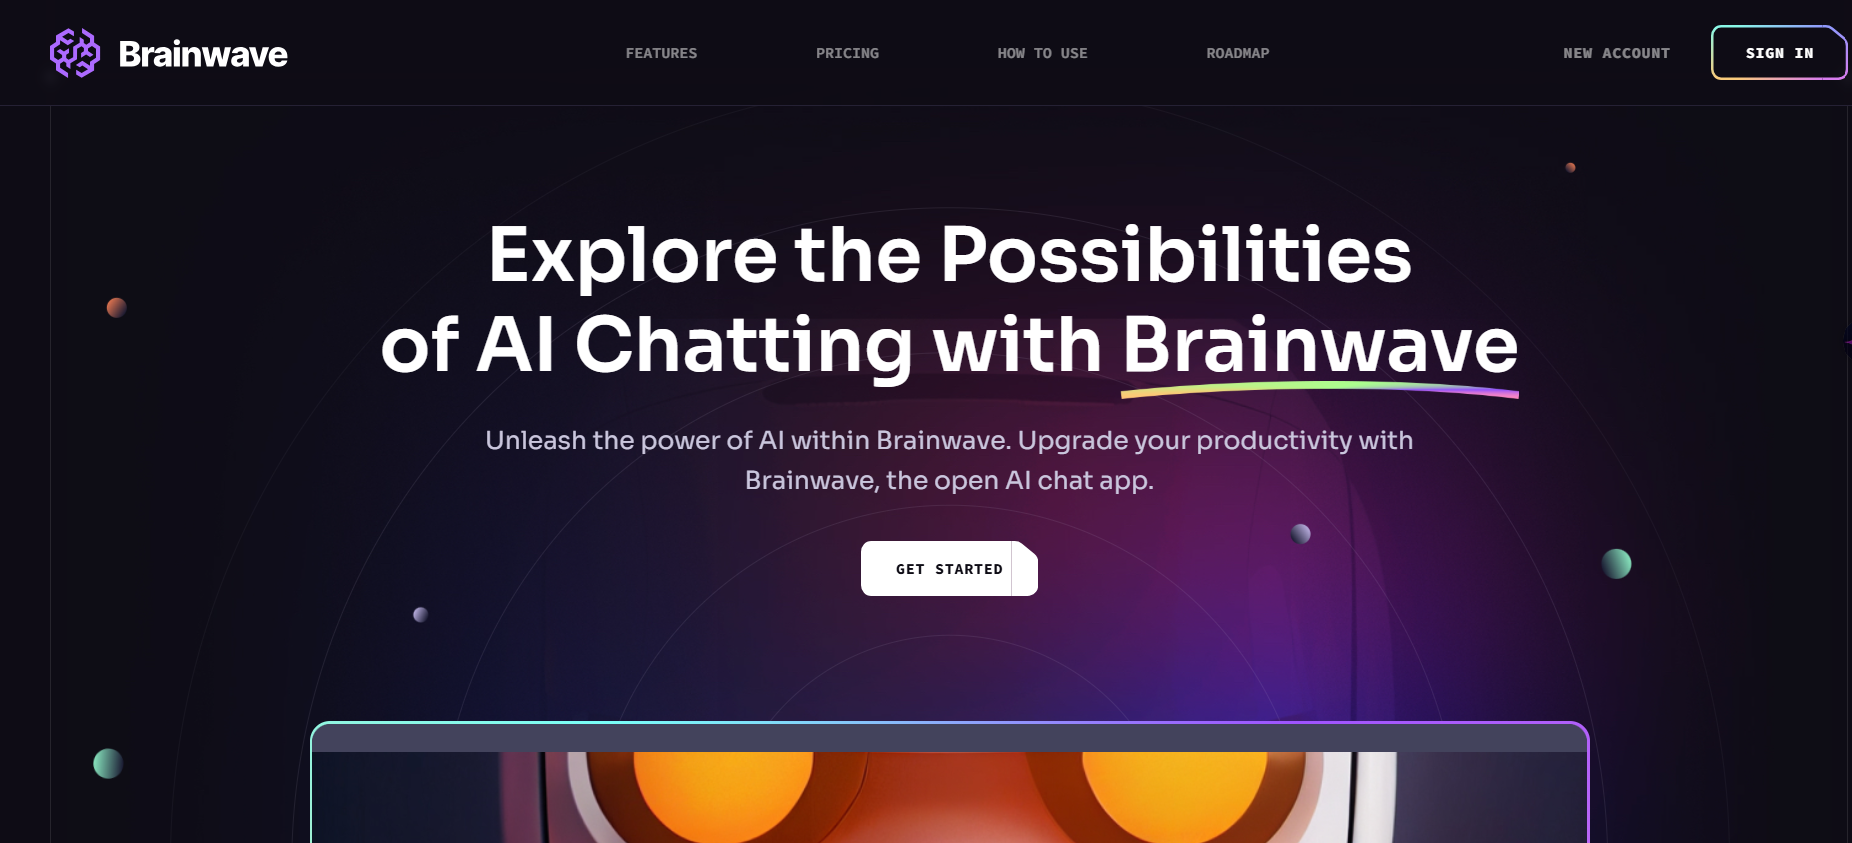 Brainwave
FEATURES
PRICING
HOW TO USE
ROADMAP
NEW ACCOUNT
SIGN IN
Explore the Possibilities
of AI Chatting with Brainwave
Unleash the power of AI within Brainwave. Upgrade your productivity with
Brainwave, the open AI chat app.
GET STARTED